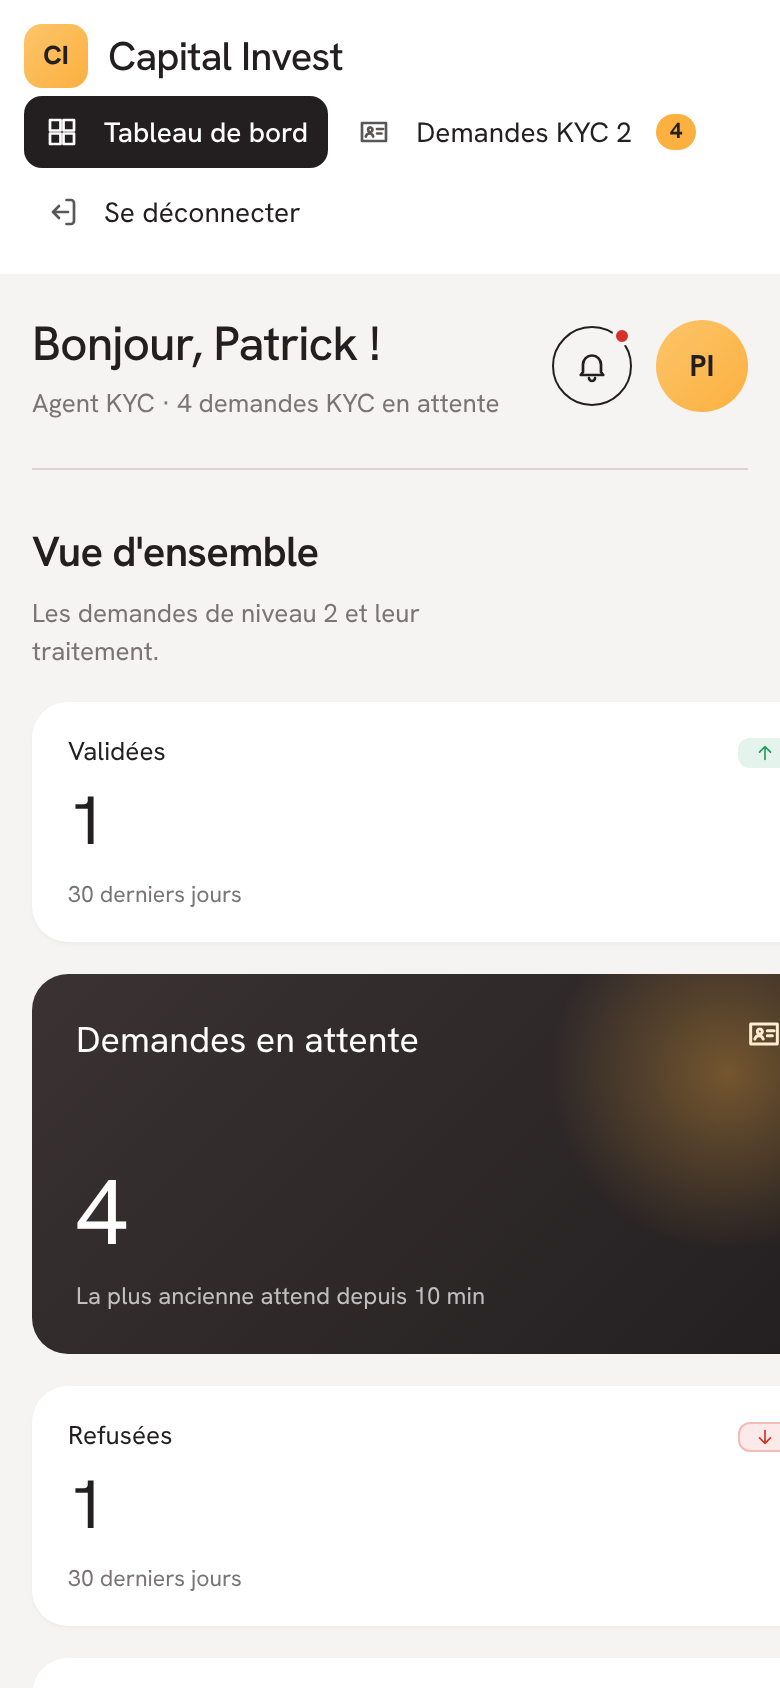 CI Capital Invest
Tableau de bord
Demandes KYC 2 4
Se déconnecter
Bonjour, Patrick !
Agent KYC · 4 demandes KYC en attente
PI
Vue d'ensemble
Les demandes de niveau 2 et leur
traitement.
Validées
↑
1
30 derniers jours
Demandes en attente
4
La plus ancienne attend depuis 10 min
Refusées
↓
1
30 derniers jours